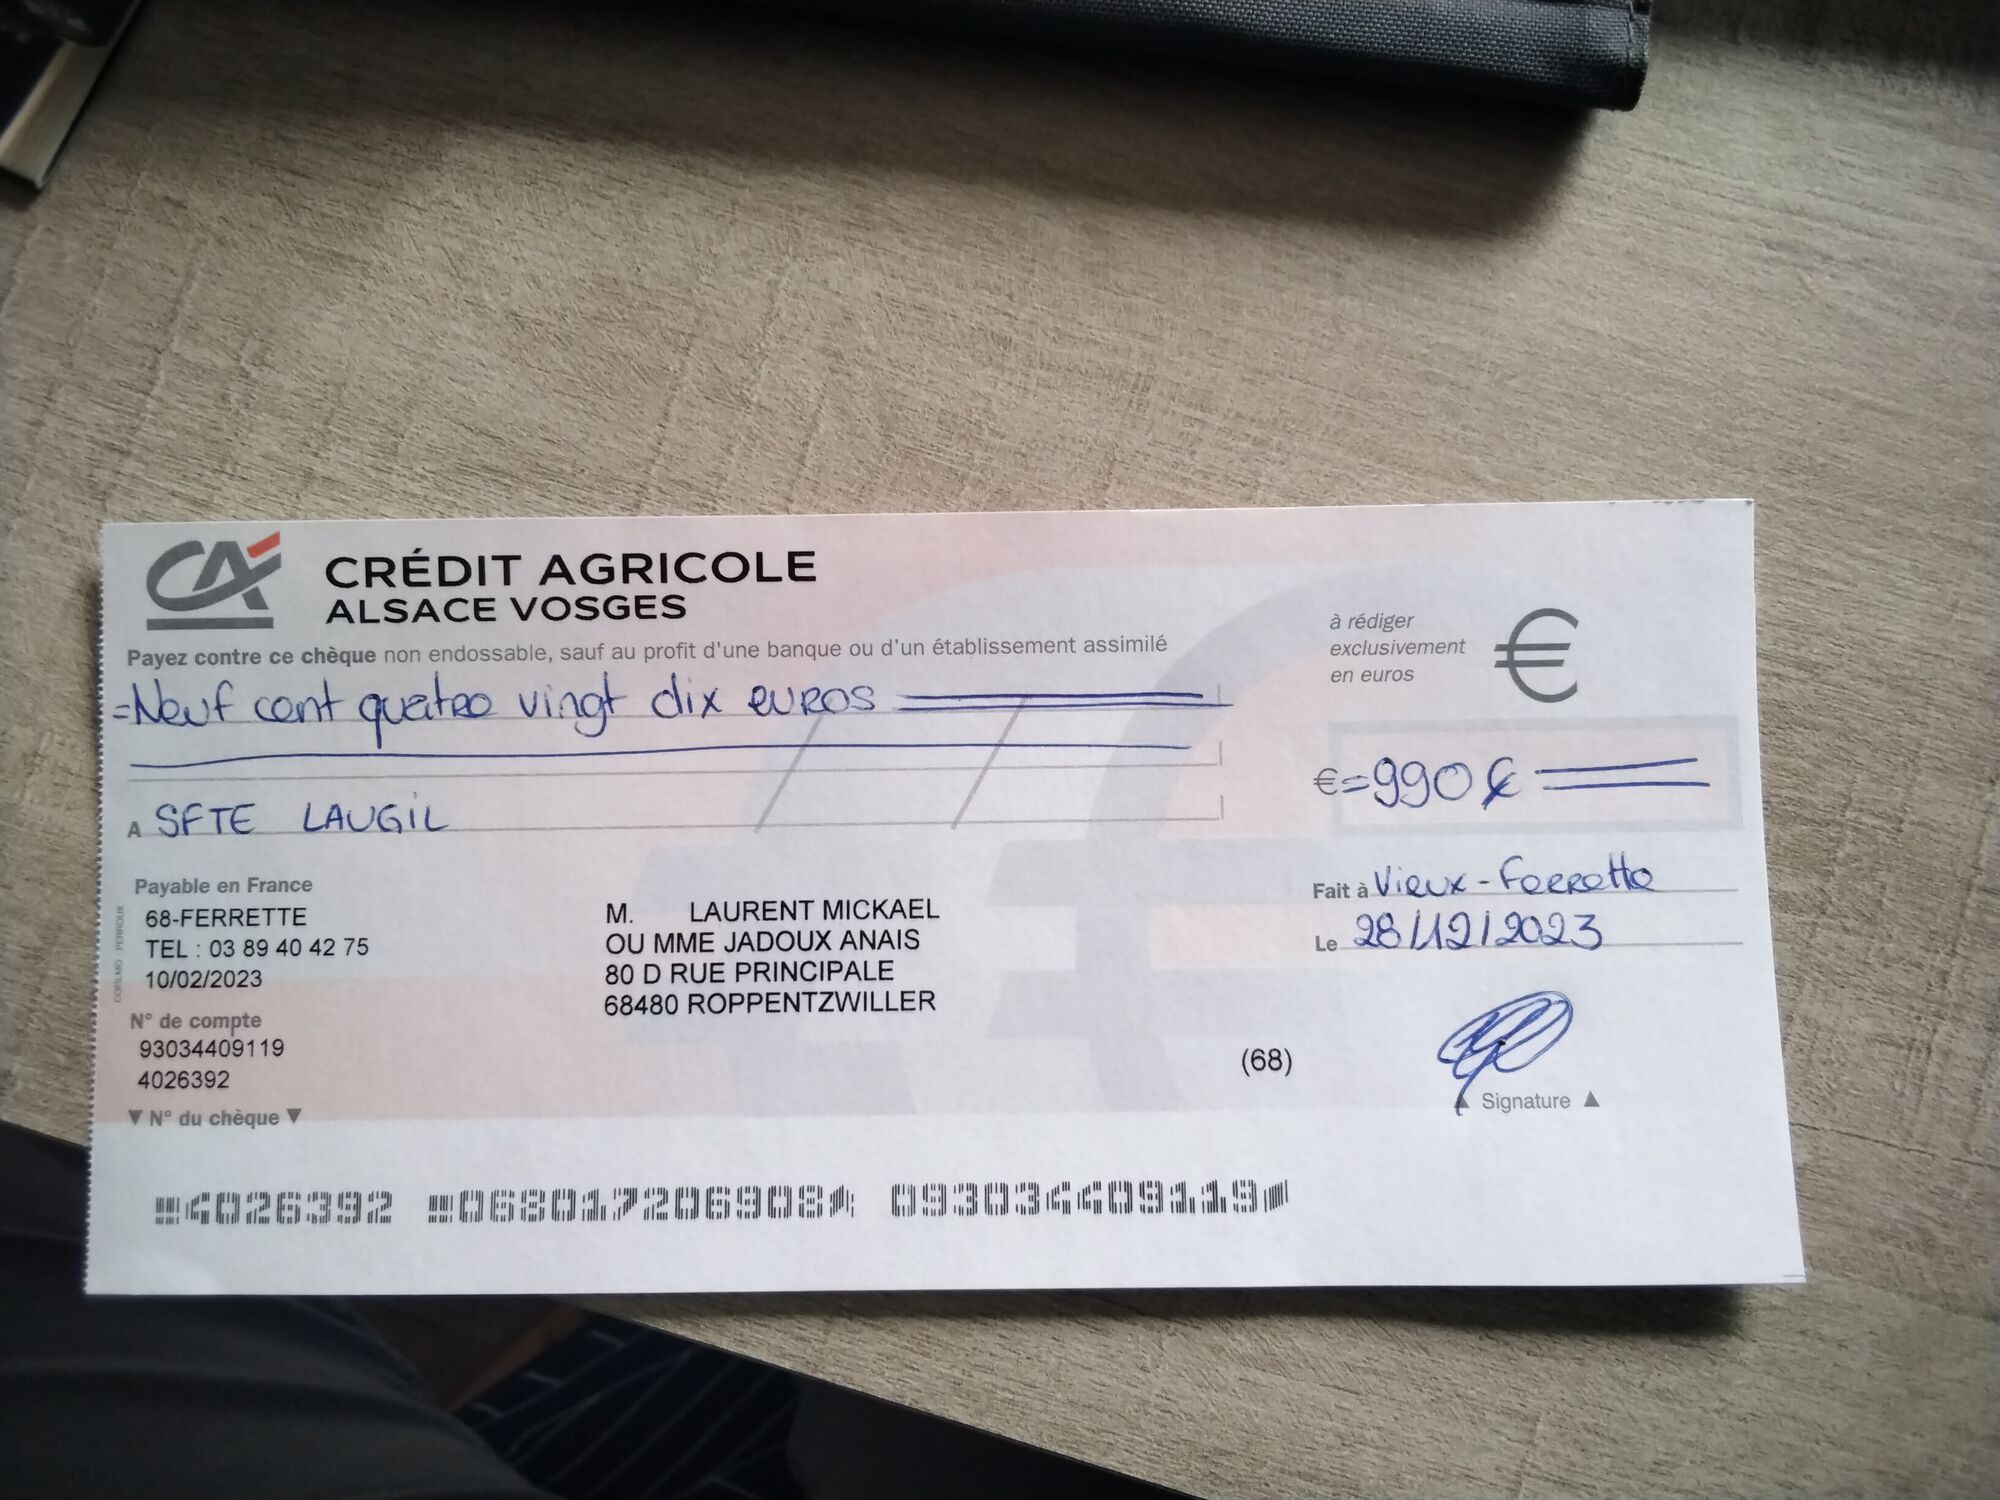 CA CRÉDIT AGRICOLE
ALSACE VOSGES
Payez contre ce chèque non endossable, sauf au profit d'une banque ou d'un établissement assimilé
à rédiger
exclusivement
en euros
€
=Neuf cent quatre vingt dix euros
€=990€
A SFTE LAUGIL
Payable en France
68-FERRETTE
TEL : 03 89 40 42 75
10/02/2023
N° de compte
93034409119
4026392
▼ N° du chèque ▼
M. LAURENT MICKAEL
OU MME JADOUX ANAIS
80 D RUE PRINCIPALE
68480 ROPPENTZWILLER
(68)
Fait à Vieux-Ferrette
Le 28/12/2023
▲ Signature ▲
4026392 068017206908 093034409119